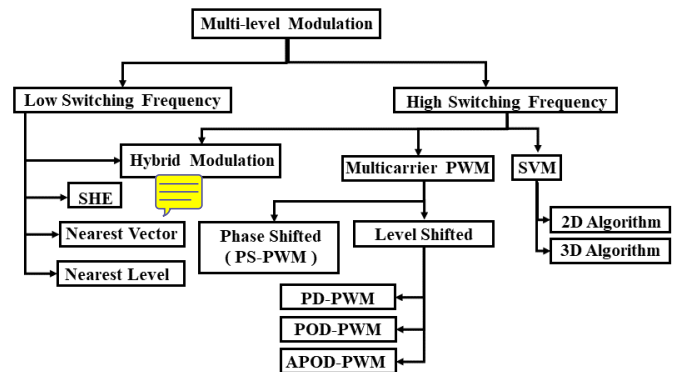 Multi-level Modulation
Low Switching Frequency
High Switching Frequency
Hybrid Modulation
Multicarrier PWM
SVM
SHE
Nearest Vector
Nearest Level
Phase Shifted
( PS-PWM )
Level Shifted
2D Algorithm
3D Algorithm
PD-PWM
POD-PWM
APOD-PWM